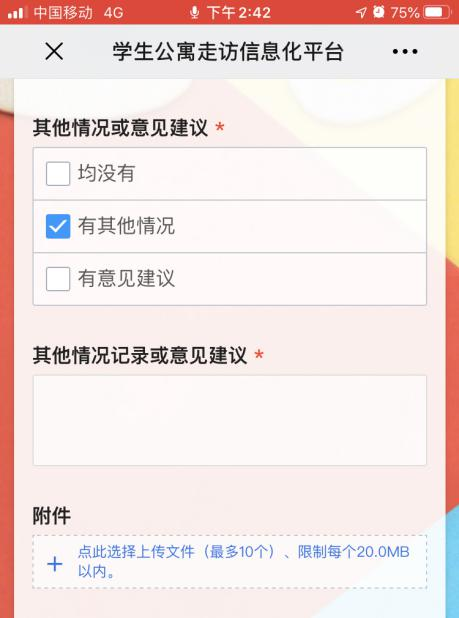 中国移动 4G 下午2:42 75%
学生公寓走访信息化平台
其他情况或意见建议 *
均没有
有其他情况
有意见建议
其他情况记录或意见建议 *
附件
+ 点此选择上传文件（最多10个）、限制每个20.0MB
以内。